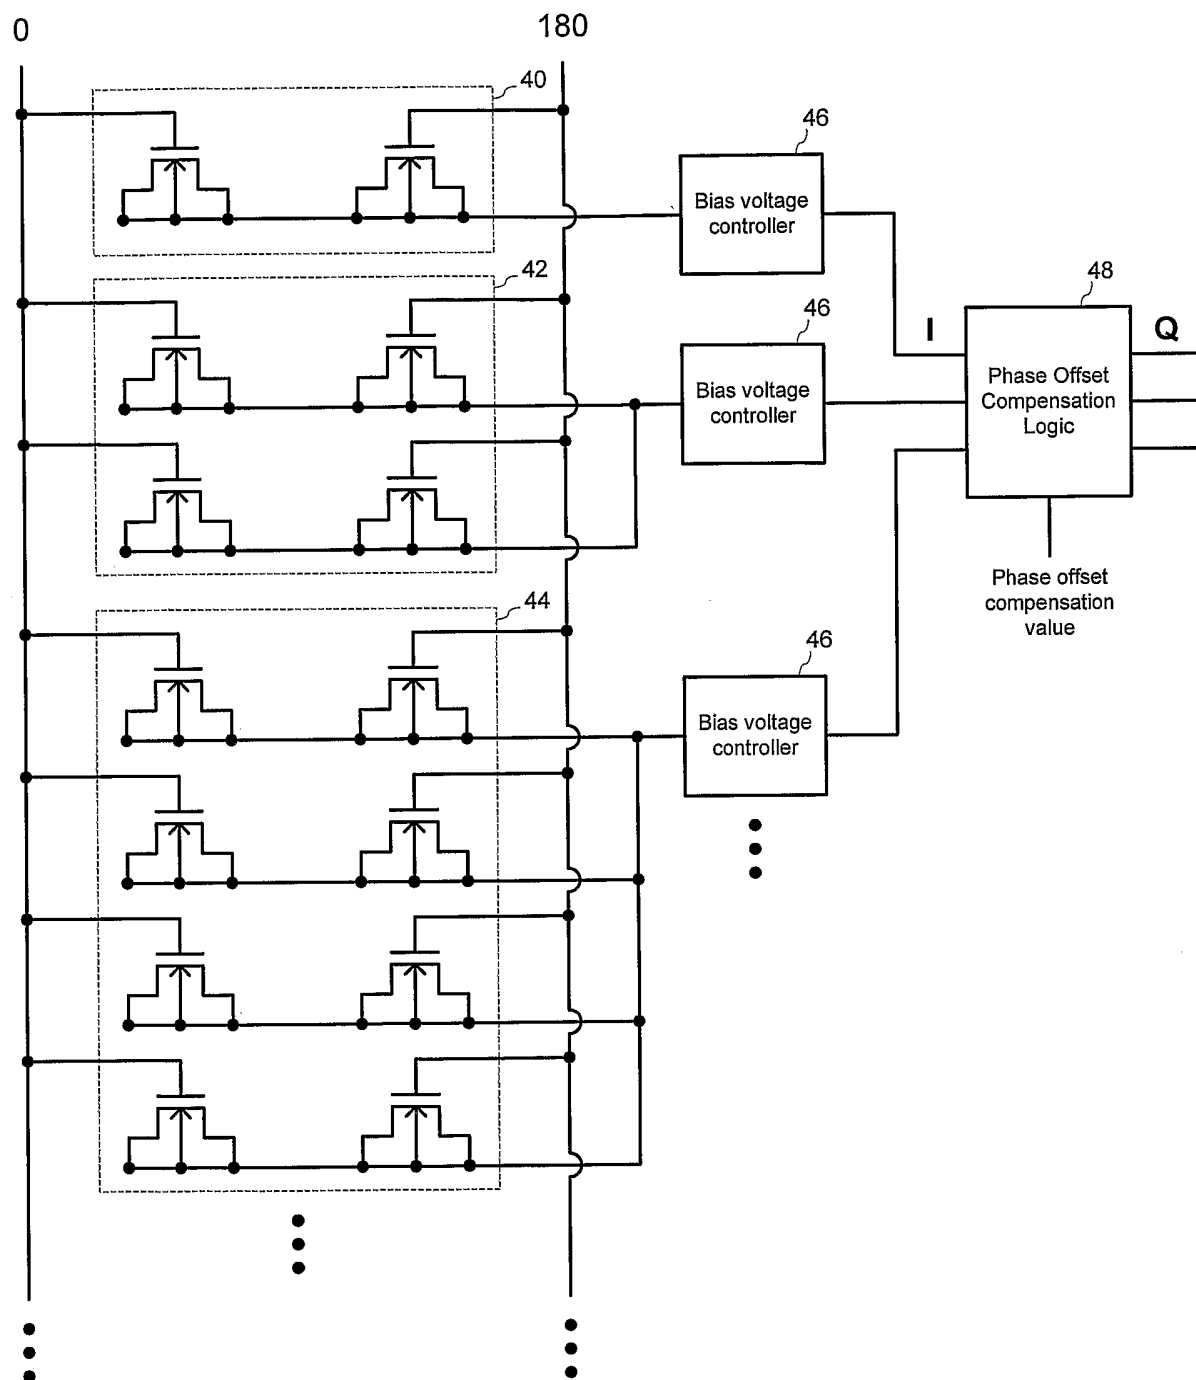 0
180
40
46
Bias voltage
controller
42
46
Bias voltage
controller
48
I
Q
Phase Offset
Compensation
Logic
Phase offset
compensation
value
44
46
Bias voltage
controller